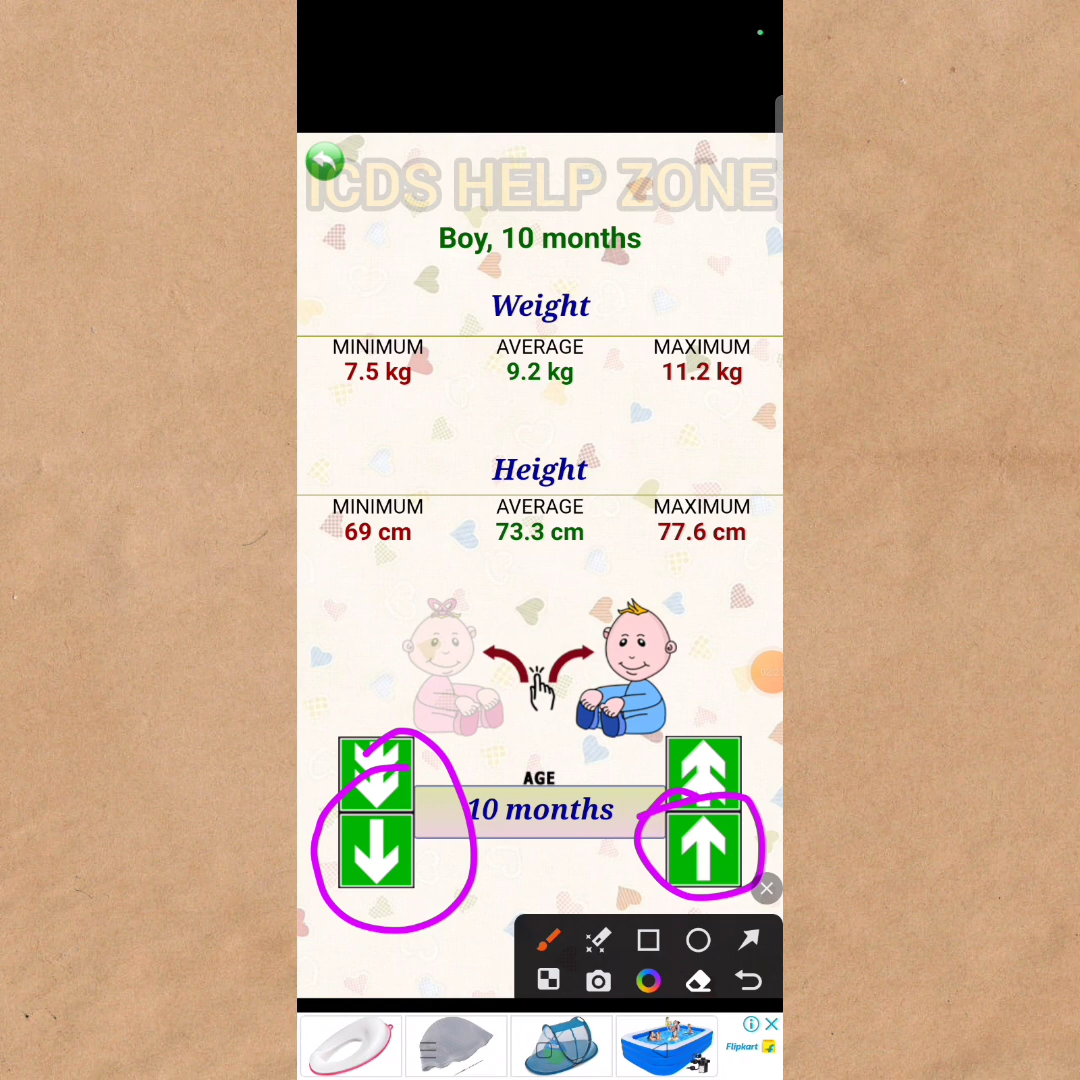 ICDS HELP ZONE
Boy, 10 months
Weight
MINIMUM AVERAGE MAXIMUM
7.5 kg 9.2 kg 11.2 kg
Height
MINIMUM AVERAGE MAXIMUM
69 cm 73.3 cm 77.6 cm
AGE
10 months
Flipkart